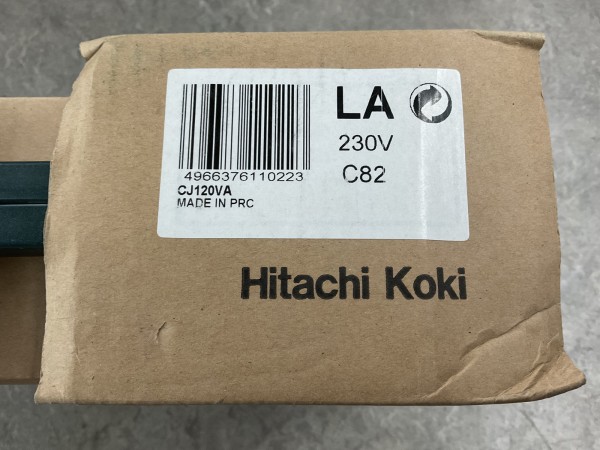 LA
230V
C82
4966376110223
CJ120VA
MADE IN PRC
Hitachi Koki